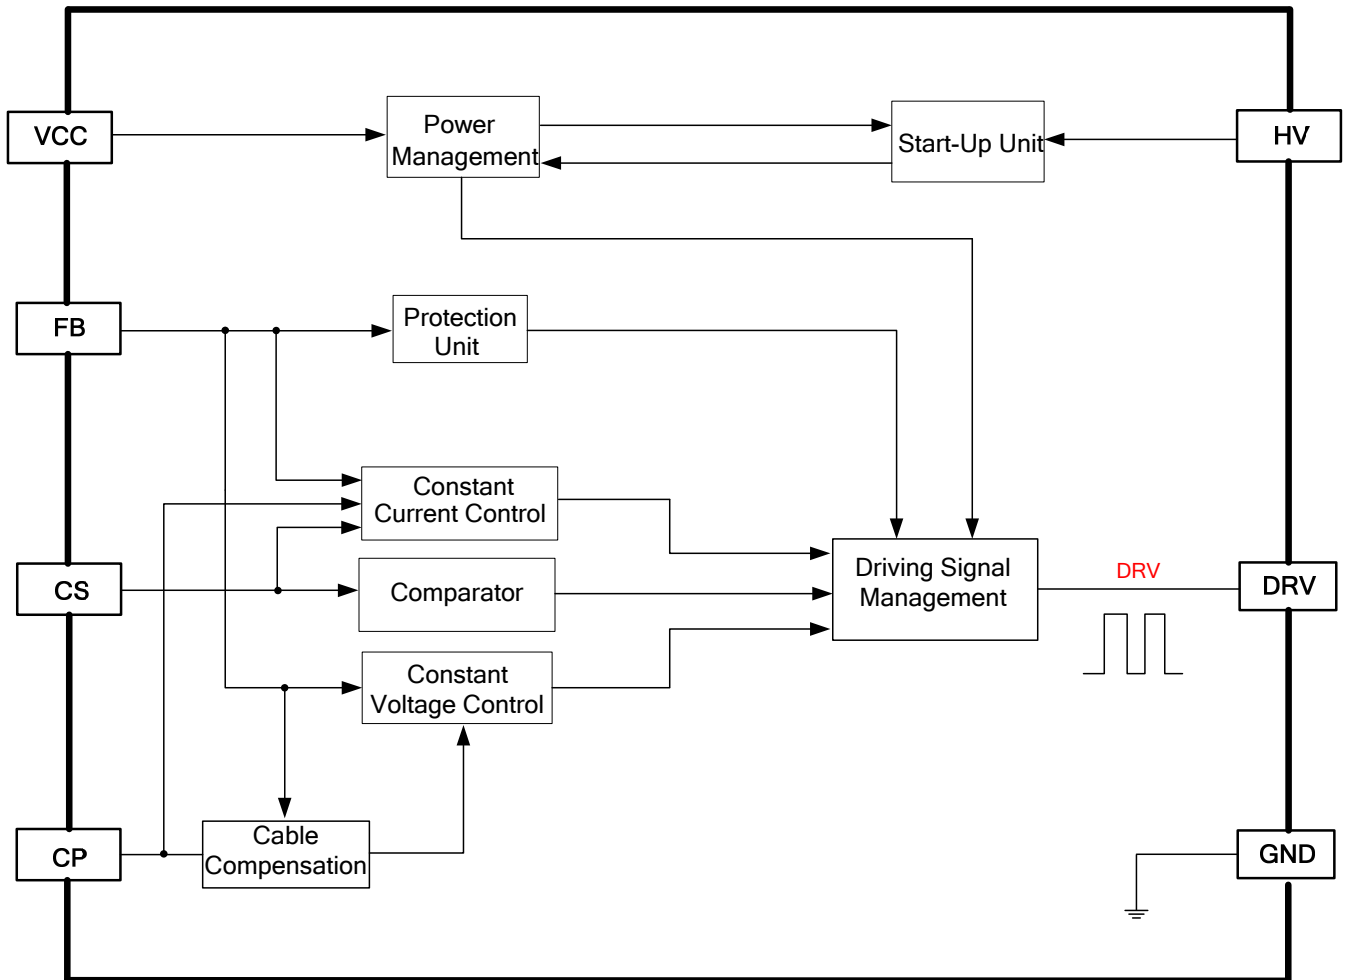 VCC
Power
Management
Start-Up Unit
HV
FB
Protection
Unit
Constant
Current Control
CS
Comparator
Driving Signal
Management
DRV
DRV
Constant
Voltage Control
CP
Cable
Compensation
GND